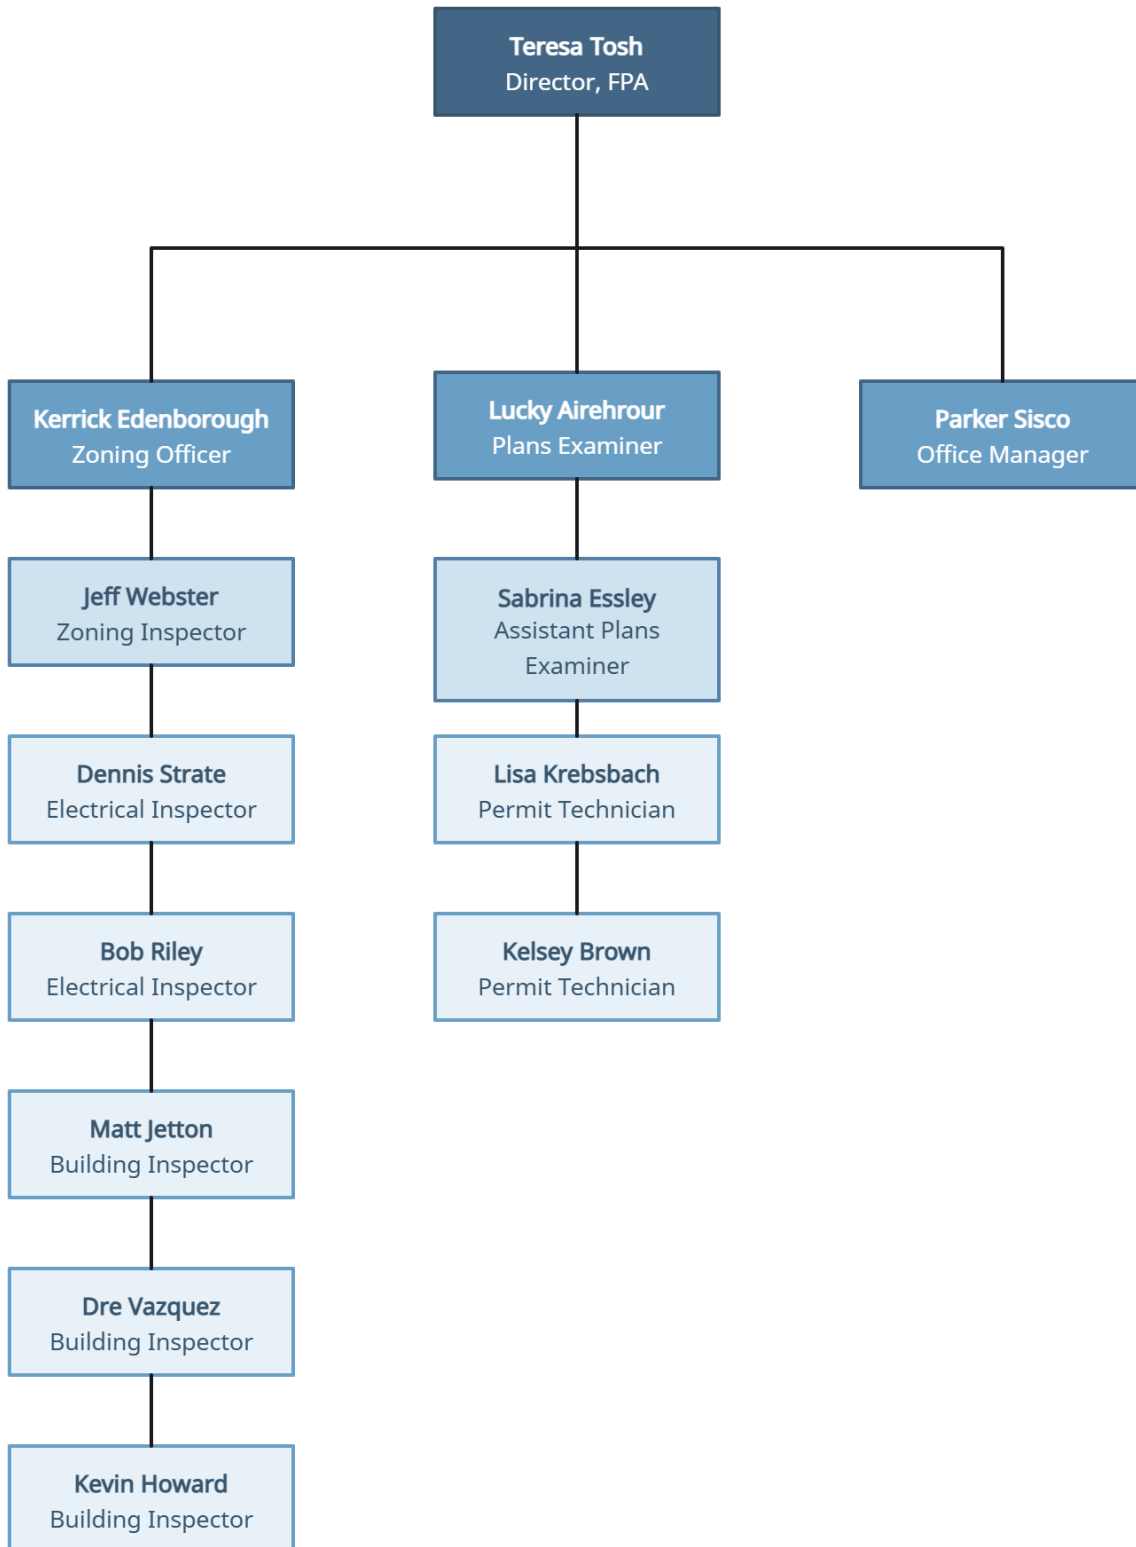 Teresa Tosh
Director, FPA
Kerrick Edenborough
Zoning Officer
Lucky Airehrour
Plans Examiner
Parker Sisco
Office Manager
Jeff Webster
Zoning Inspector
Sabrina Essley
Assistant Plans
Examiner
Dennis Strate
Electrical Inspector
Lisa Krebsbach
Permit Technician
Bob Riley
Electrical Inspector
Kelsey Brown
Permit Technician
Matt Jetton
Building Inspector
Dre Vazquez
Building Inspector
Kevin Howard
Building Inspector